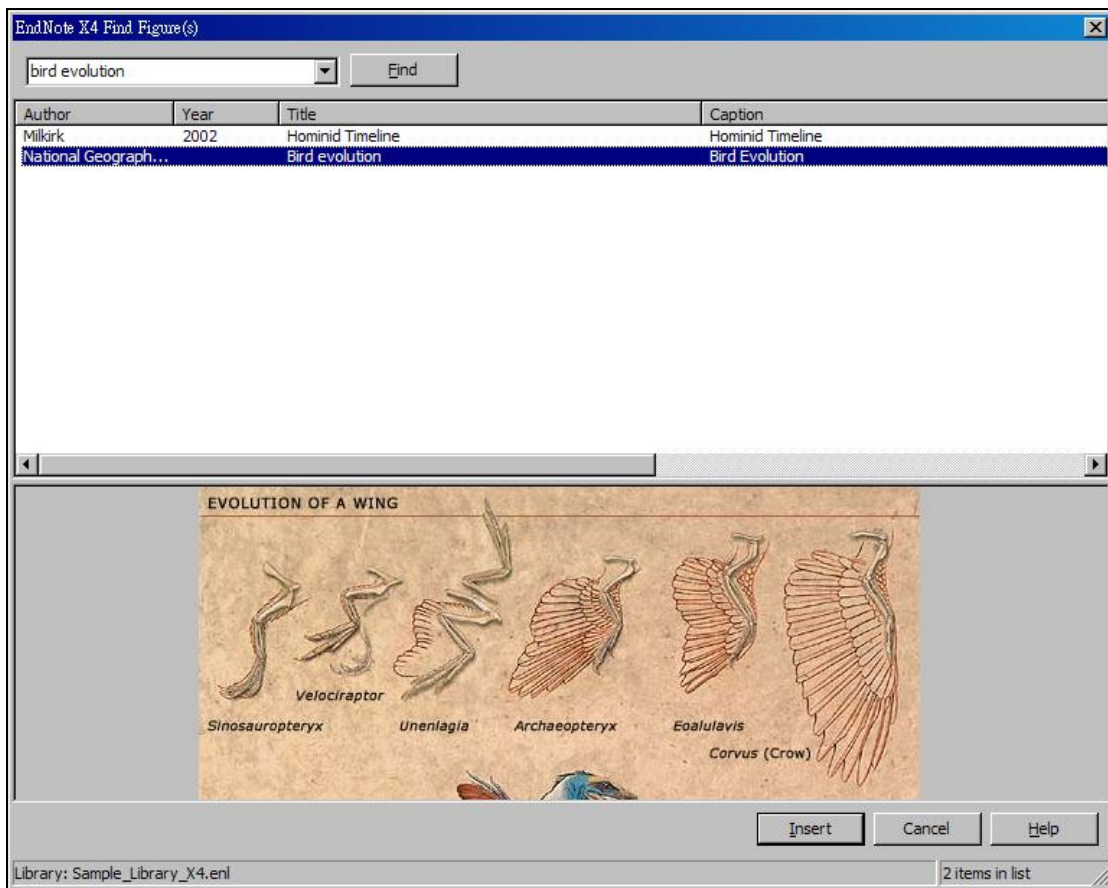 EndNote X4 Find Figure(s)
bird evolution Find
Author Year Title Caption
Milkirk 2002 Hominid Timeline Hominid Timeline
National Geograph... Bird evolution Bird Evolution
EVOLUTION OF A WING
Velociraptor
Sinosauropteryx Unenlagia Archaeopteryx Eoalulavis
Corvus (Crow)
Insert Cancel Help
Library: Sample_Library_X4.enl 2 items in list